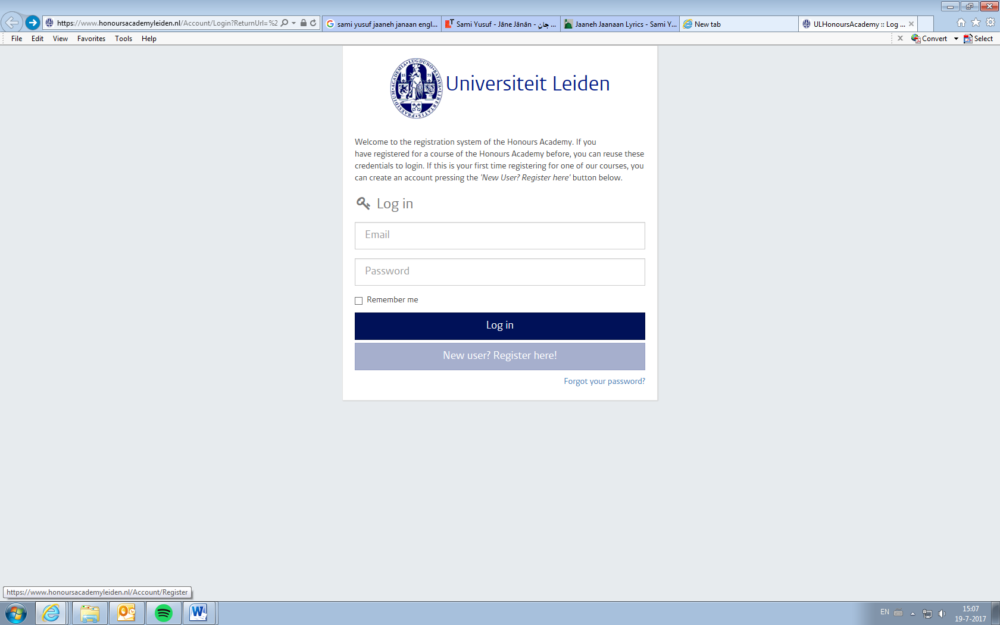 https://www.honoursacademyleiden.nl/Account/Login?ReturnUrl=%2
sami yusuf jaaneh janaan engl...
Sami Yusuf - Jāne Jānān - جانِ ...
Jaaneh Jaanaan Lyrics - Sami Y...
New tab
ULHonoursAcademy :: Log ...
File Edit View Favorites Tools Help
Convert
Select
Universiteit Leiden
ACADEMIA LUGDUNO BATAVA LIBERTATIS PRAESIDIUM
1575
Welcome to the registration system of the Honours Academy. If you
have registered for a course of the Honours Academy before, you can reuse these
credentials to login. If this is your first time registering for one of our courses, you
can create an account pressing the 'New User? Register here' button below.
Log in
Email
Password
Remember me
Log in
New user? Register here!
Forgot your password?
https://www.honoursacademyleiden.nl/Account/Register
EN
15:07
19-7-2017